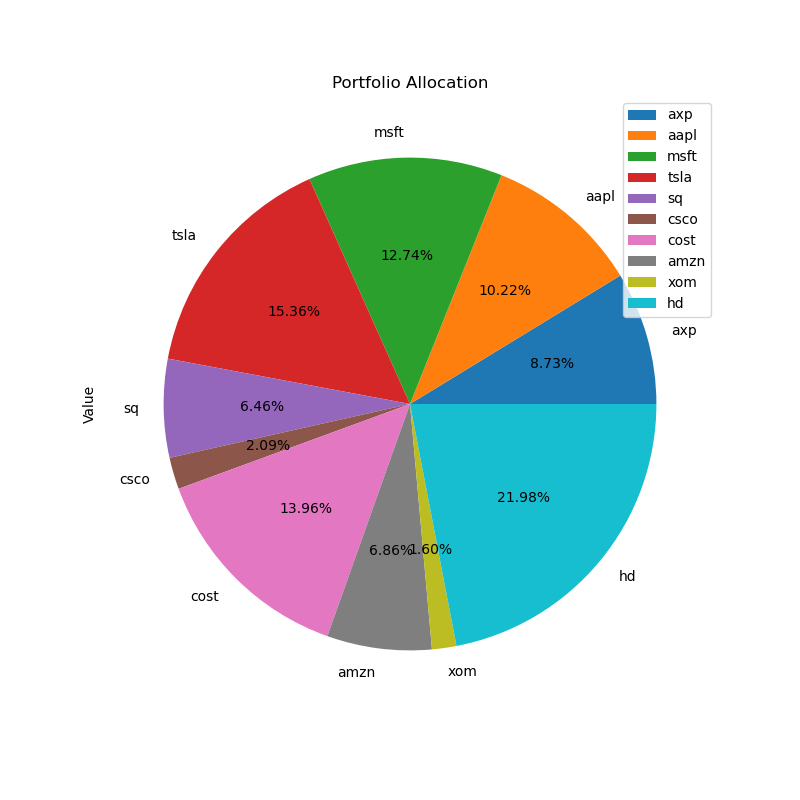 Portfolio Allocation
axp
aapl
msft
tsla
sq
csco
cost
amzn
xom
hd
msft
aapl
tsla
axp
sq
csco
cost
hd
amzn
xom
12.74%
10.22%
15.36%
8.73%
6.46%
2.09%
13.96%
21.98%
6.86%
1.60%
Value